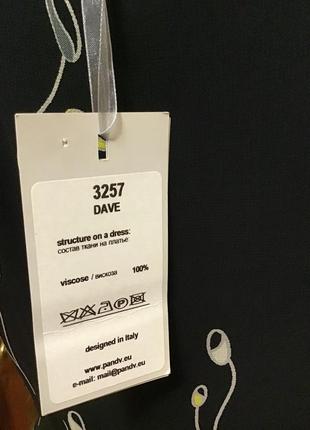 3257
DAVE
structure on a dress:
состав ткани на платье:
viscose / вискоза 100%
designed in Italy
www.pandv.eu
e-mail: mail@pandv.eu